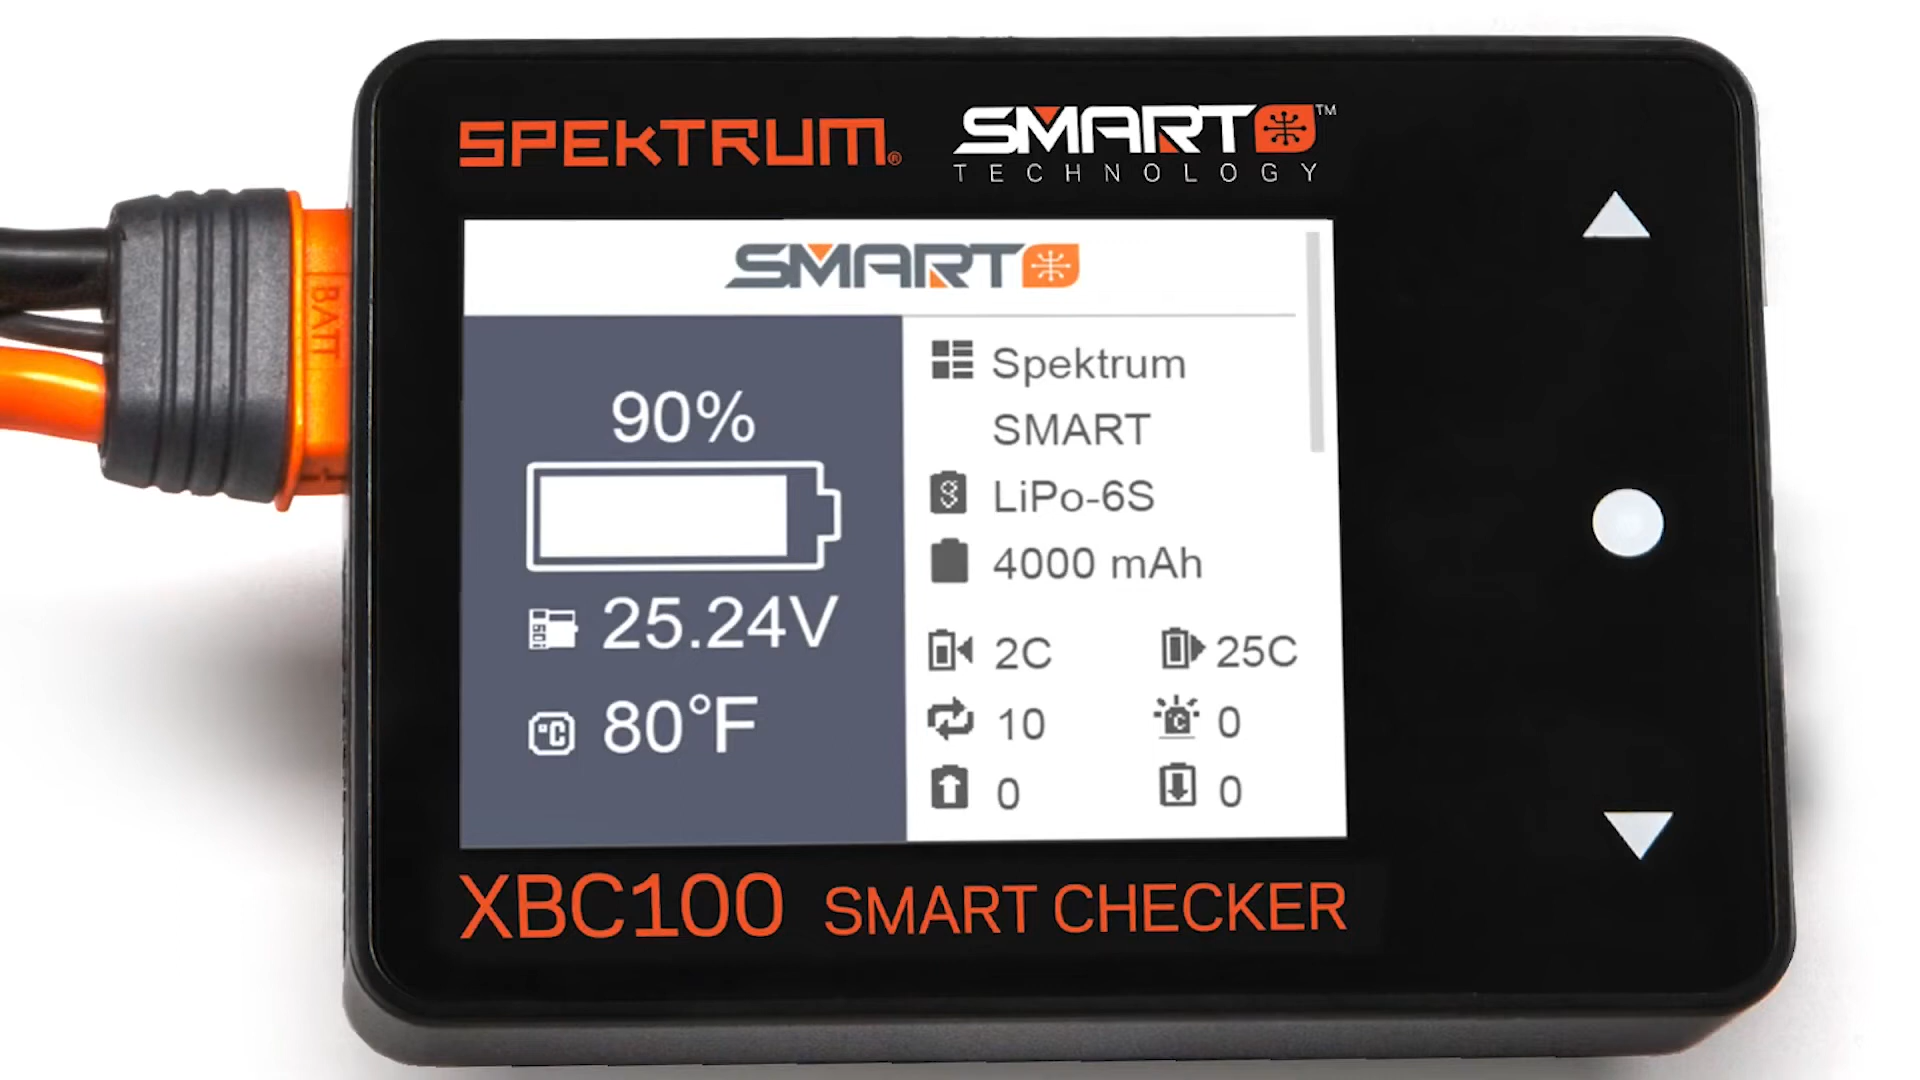 SPEKTRUM®
SMART™
TECHNOLOGY
BATT
SMART
90%
25.24V
°C 80°F
Spektrum
SMART
LiPo-6S
4000 mAh
2C 25C
10 C 0
0 0
XBC100 SMART CHECKER